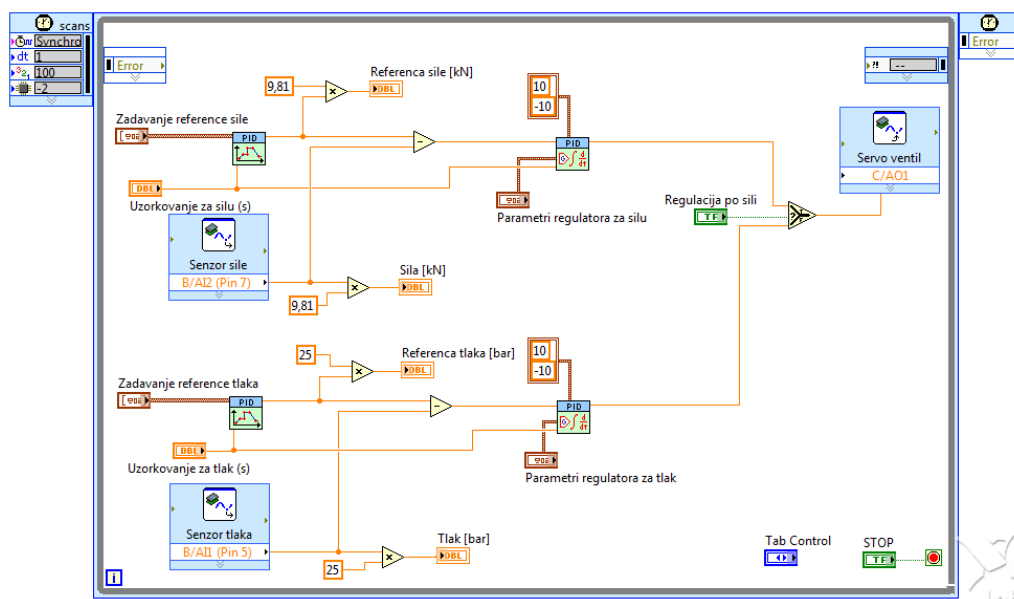 scans
Synchro
dt 1
100
-2
Error
Error
--
9,81
Referenca sile [kN]
DBL
10
-10
Zadavanje reference sile
PID
PID
Servo ventil
C/AO1
DBL
Uzorkovanje za silu (s)
Parametri regulatora za silu
Regulacija po sili
TF
Senzor sile
B/AI2 (Pin 7)
Sila [kN]
DBL
9,81
25
Referenca tlaka [bar]
DBL
10
-10
Zadavanje reference tlaka
PID
PID
DBL
Uzorkovanje za tlak (s)
Parametri regulatora za tlak
Senzor tlaka
B/AI1 (Pin 5)
Tlak [bar]
DBL
25
Tab Control
STOP
TF
i